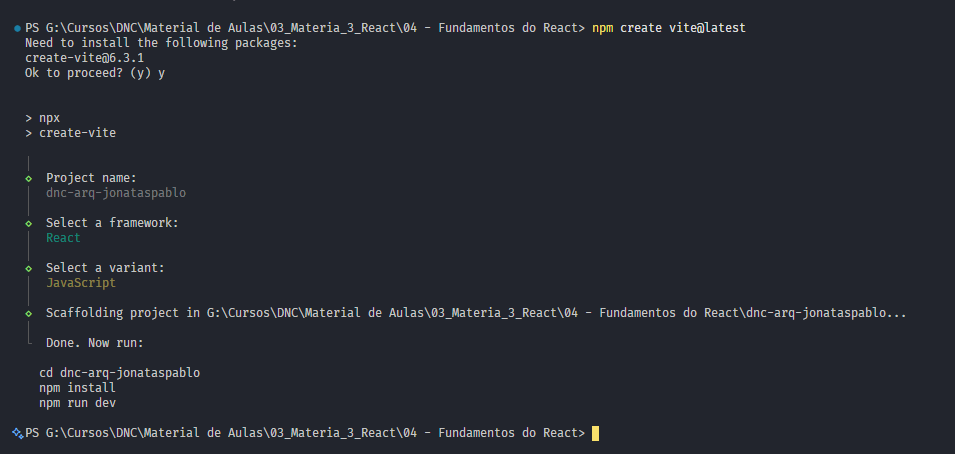 PS G:\Cursos\DNC\Material de Aulas\03_Materia_3_React\04 - Fundamentos do React> npm create vite@latest
Need to install the following packages:
create-vite@6.3.1
Ok to proceed? (y) y
> npx
> create-vite
Project name:
dnc-arq-jonataspablo
Select a framework:
React
Select a variant:
JavaScript
Scaffolding project in G:\Cursos\DNC\Material de Aulas\03_Materia_3_React\04 - Fundamentos do React\dnc-arq-jonataspablo...
Done. Now run:
cd dnc-arq-jonataspablo
npm install
npm run dev
PS G:\Cursos\DNC\Material de Aulas\03_Materia_3_React\04 - Fundamentos do React>